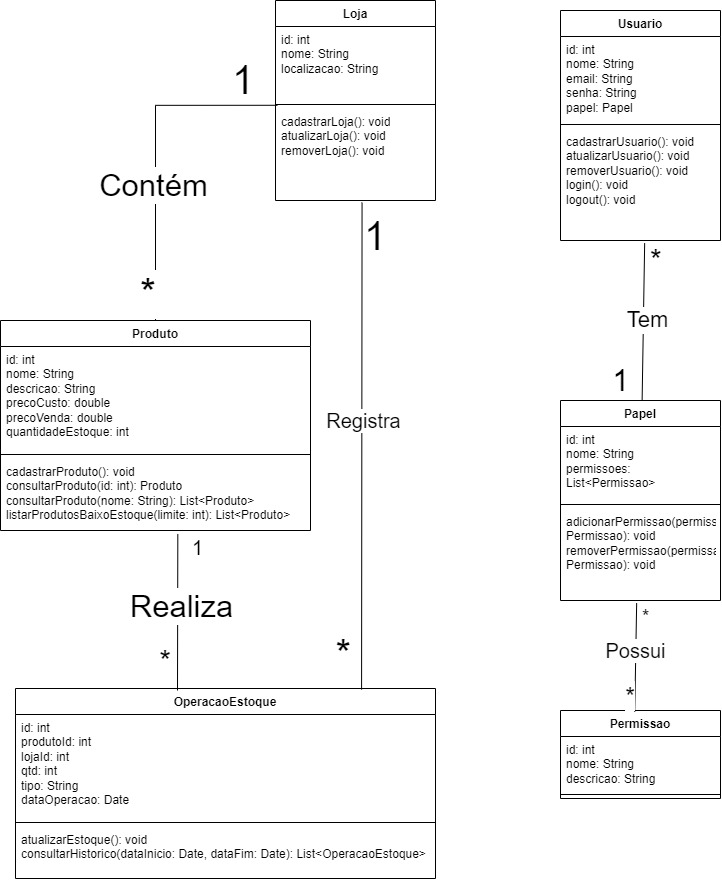 Loja
id: int
nome: String
localizacao: String
cadastrarLoja(): void
atualizarLoja(): void
removerLoja(): void
1
Contém
*
1
Registra
*
Produto
id: int
nome: String
descricao: String
precoCusto: double
precoVenda: double
quantidadeEstoque: int
cadastrarProduto(): void
consultarProduto(id: int): Produto
consultarProduto(nome: String): List<Produto>
listarProdutosBaixoEstoque(limite: int): List<Produto>
1
Realiza
*
OperacaoEstoque
id: int
produtoId: int
lojaId: int
qtd: int
tipo: String
dataOperacao: Date
atualizarEstoque(): void
consultarHistorico(dataInicio: Date, dataFim: Date): List<OperacaoEstoque>
Usuario
id: int
nome: String
email: String
senha: String
papel: Papel
cadastrarUsuario(): void
atualizarUsuario(): void
removerUsuario(): void
login(): void
logout(): void
*
Tem
1
Papel
id: int
nome: String
permissoes:
List<Permissao>
adicionarPermissao(permiss
Permissao): void
removerPermissao(permissa
Permissao): void
*
Possui
*
Permissao
id: int
nome: String
descricao: String